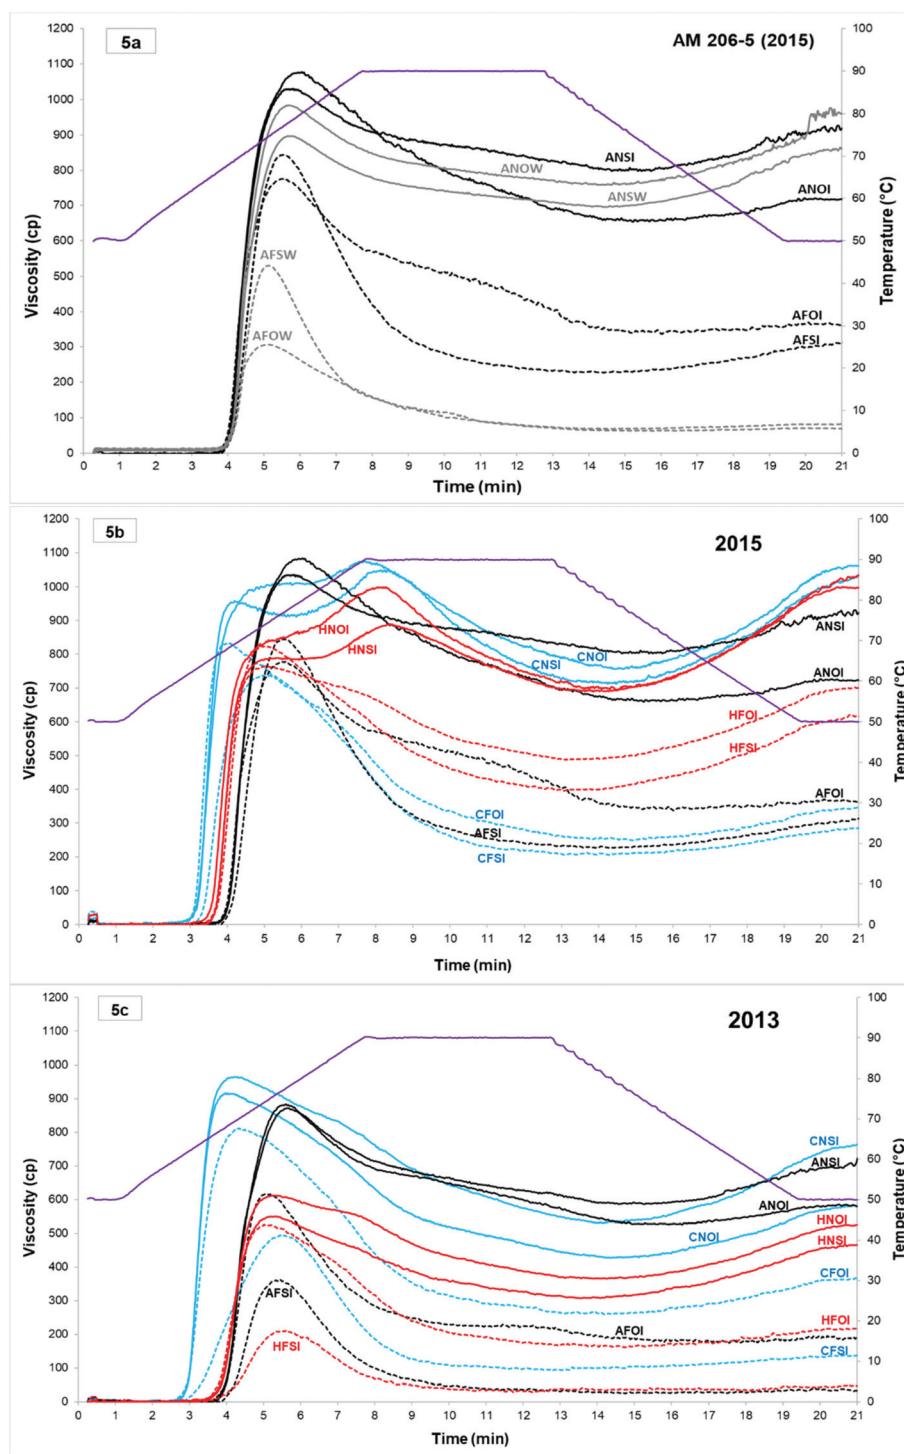 5a
AM 206-5 (2015)
1200
1100
1000
900
800
700
600
500
400
300
200
100
0
Viscosity (cp)
100
90
80
70
60
50
40
30
20
10
0
Temperature (°C)
ANSI
ANOW
ANSW
ANOI
AFSW
AFOW
AFOI
AFSI
0 1 2 3 4 5 6 7 8 9 10 11 12 13 14 15 16 17 18 19 20 21
Time (min)
5b
2015
1200
1100
1000
900
800
700
600
500
400
300
200
100
0
Viscosity (cp)
100
90
80
70
60
50
40
30
20
10
0
Temperature (°C)
HNOI
HNSI
CNOI
CNSI
ANSI
ANOI
HFOI
HFSI
CFOI
AFOI
AFSI
CFSI
0 1 2 3 4 5 6 7 8 9 10 11 12 13 14 15 16 17 18 19 20 21
Time (min)
5c
2013
1200
1100
1000
900
800
700
600
500
400
300
200
100
0
Viscosity (cp)
100
90
80
70
60
50
40
30
20
10
0
Temperature (°C)
CNSI
ANSI
ANOI
HNOI
CNOI
HNSI
CFOI
AFSI
HFOI
AFOI
HFSI
CFSI
0 1 2 3 4 5 6 7 8 9 10 11 12 13 14 15 16 17 18 19 20 21
Time (min)